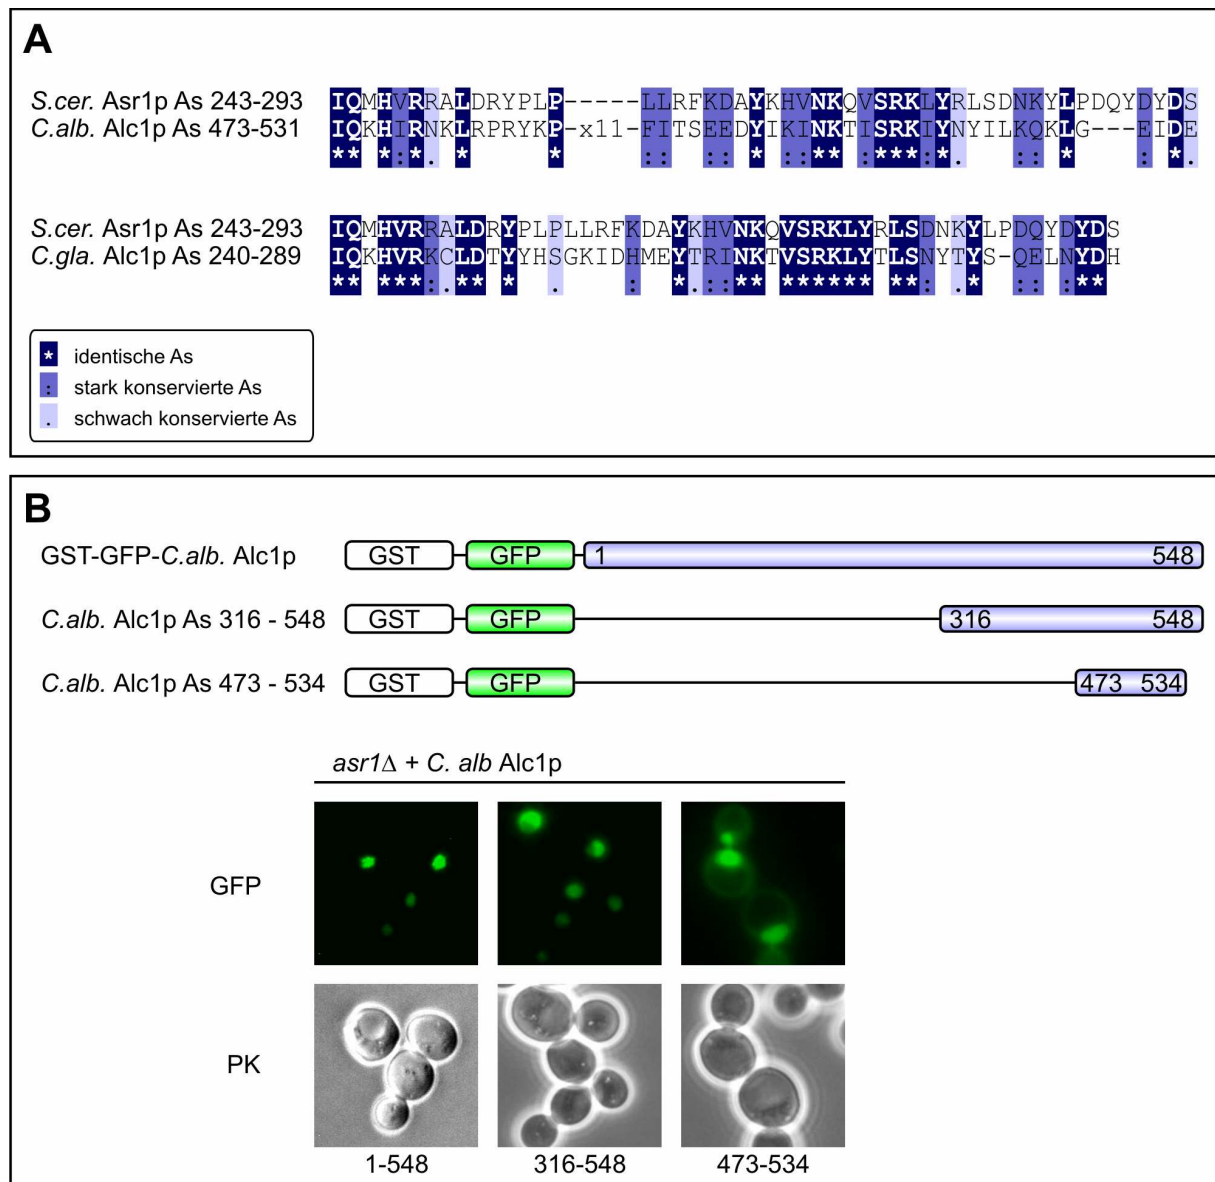 A
S.cer. Asr1p As 243-293 IQMHVRRALDRYPLP-----LLRFKDAYKHVNKQVSRKLYRLSDNKYLPDQYDYDS
C.alb. Alc1p As 473-531 IQKHIRNKLRPRYKP-x11-FITSEEDYIKINKTISRKIYNYILKQKLG---EIDE
** *:*. * * :: :: * ::** ***:*. :: * : *.
S.cer. Asr1p As 243-293 IQMHVRRALDRYPLPLLRFKDAYKHVNKQVSRKLYRLSDNKYLPDQYDYDS
C.gla. Alc1p As 240-289 IQKHVRKCLDTYYHSGKIDHMEYTRINKTVSRKLYTLSNYTYS-QELNYDH
** ***:.** * . : *.::** ****** **: .* :: :**
* identische As
: stark konservierte As
. schwach konservierte As
B
GST-GFP-C.alb. Alc1p GST GFP 1 548
C.alb. Alc1p As 316 - 548 GST GFP 316 548
C.alb. Alc1p As 473 - 534 GST GFP 473 534
asr1Δ + C. alb Alc1p
GFP
PK
1-548 316-548 473-534